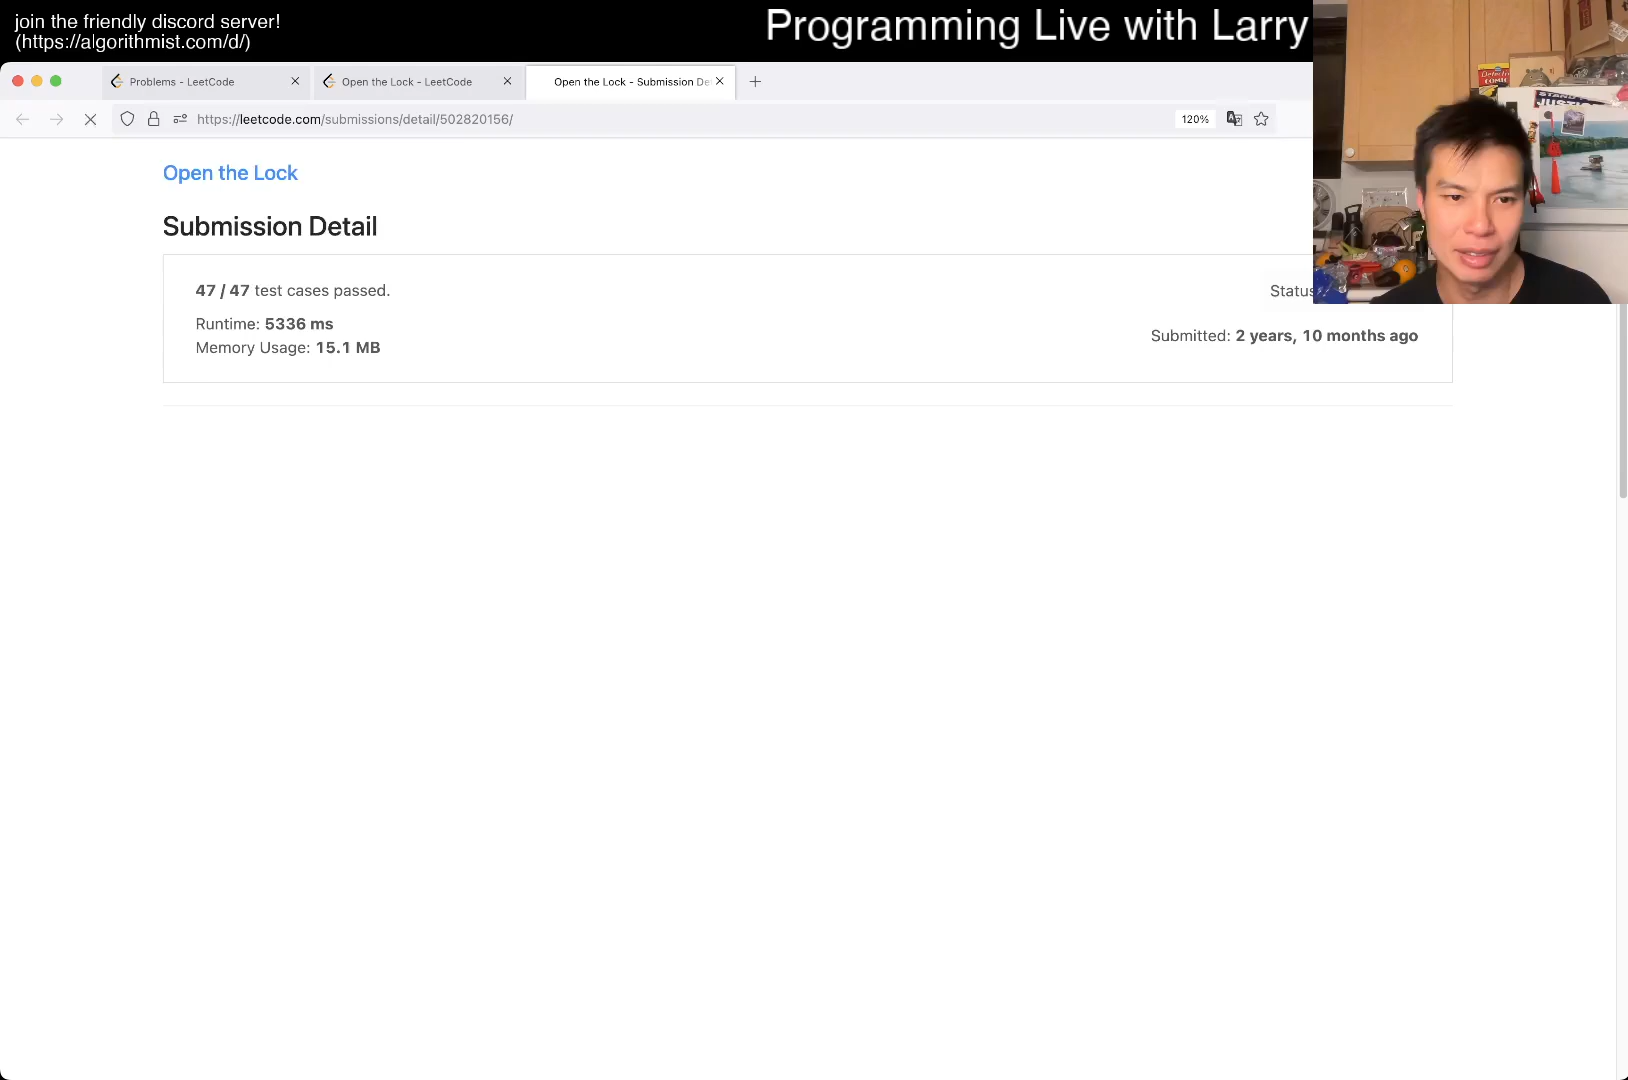 join the friendly discord server!
(https://algorithmist.com/d/)
Programming Live with Larry
Problems - LeetCode
Open the Lock - LeetCode
Open the Lock - Submission De
https://leetcode.com/submissions/detail/502820156/
120%
Open the Lock
Submission Detail
47 / 47 test cases passed.
Status
Runtime: 5336 ms
Submitted: 2 years, 10 months ago
Memory Usage: 15.1 MB